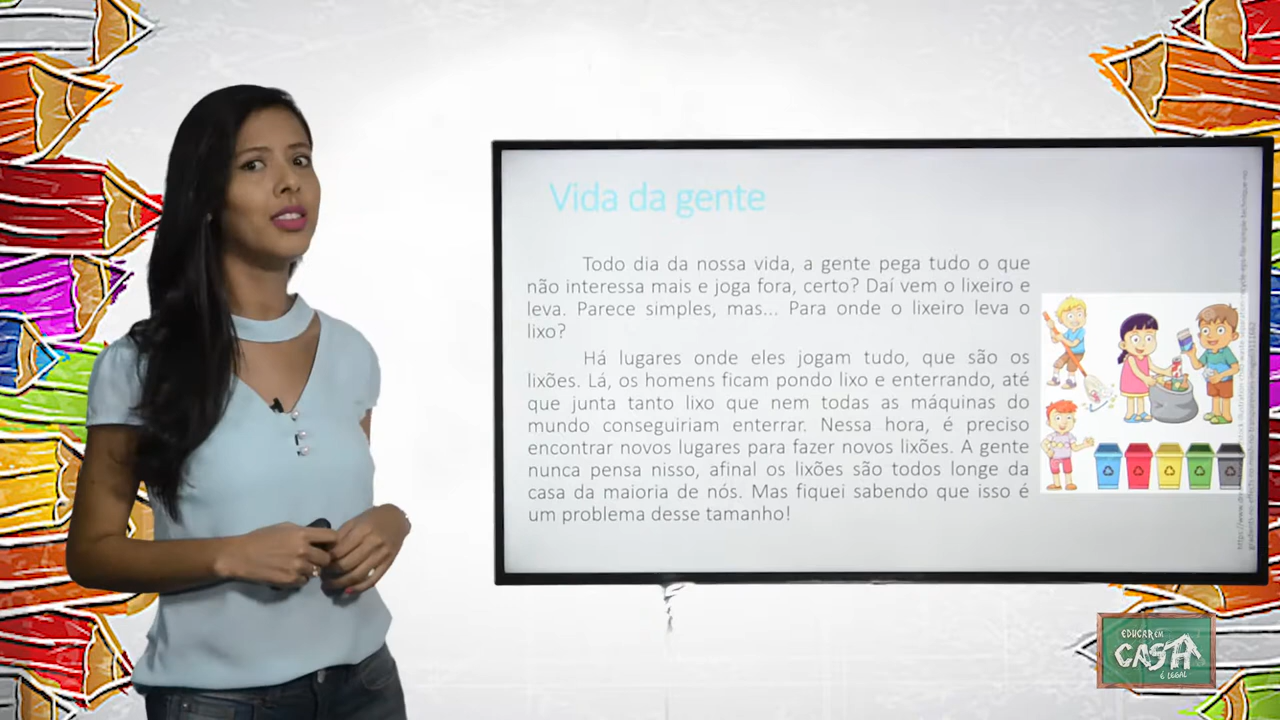 Vida da gente
Todo dia da nossa vida, a gente pega tudo o que
não interessa mais e joga fora, certo? Daí vem o lixeiro e
leva. Parece simples, mas... Para onde o lixeiro leva o
lixo?
Há lugares onde eles jogam tudo, que são os
lixões. Lá, os homens ficam pondo lixo e enterrando, até
que junta tanto lixo que nem todas as máquinas do
mundo conseguiriam enterrar. Nessa hora, é preciso
encontrar novos lugares para fazer novos lixões. A gente
nunca pensa nisso, afinal os lixões são todos longe da
casa da maioria de nós. Mas fiquei sabendo que isso é
um problema desse tamanho!
EDUCAR EM
CASA
É LEGAL